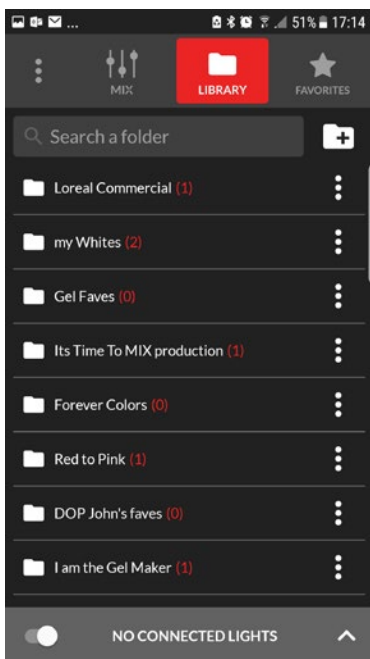 ... 51% 17:14
MIX
LIBRARY
FAVORITES
Search a folder
Loreal Commercial (1)
my Whites (2)
Gel Faves (0)
Its Time To MIX production (1)
Forever Colors (0)
Red to Pink (1)
DOP John's faves (0)
I am the Gel Maker (1)
NO CONNECTED LIGHTS